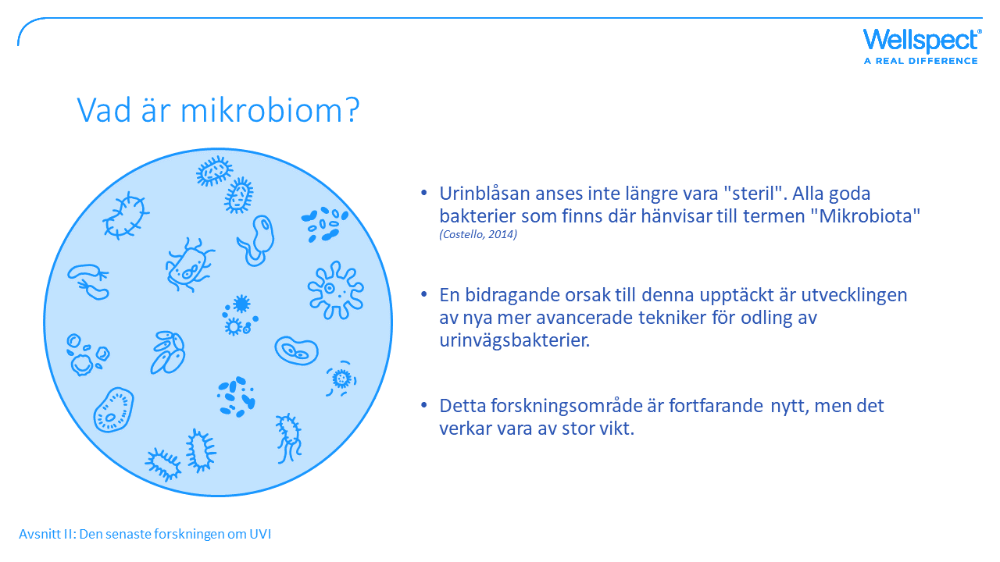 Wellspect®
A REAL DIFFERENCE
Vad är mikrobiom?
• Urinblåsan anses inte längre vara "steril". Alla goda
bakterier som finns där hänvisar till termen "Mikrobiota"
(Costello, 2014)
• En bidragande orsak till denna upptäckt är utvecklingen
av nya mer avancerade tekniker för odling av
urinvägsbakterier.
• Detta forskningsområde är fortfarande nytt, men det
verkar vara av stor vikt.
Avsnitt II: Den senaste forskningen om UVI